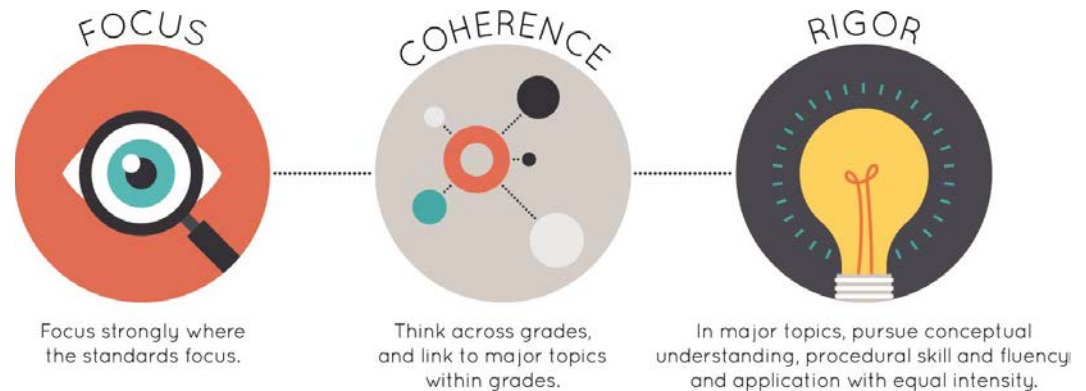 FOCUS
COHERENCE
RIGOR
Focus strongly where
the standards focus.
Think across grades,
and link to major topics
within grades.
In major topics, pursue conceptual
understanding, procedural skill and fluency
and application with equal intensity.